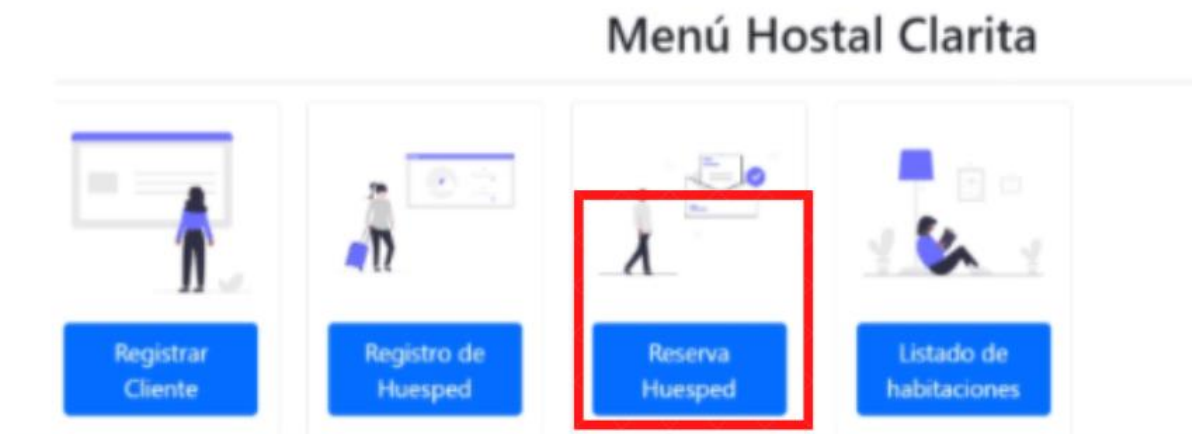 Menú Hostal Clarita
Registrar
Cliente
Registro de
Huesped
Reserva
Huesped
Listado de
habitaciones